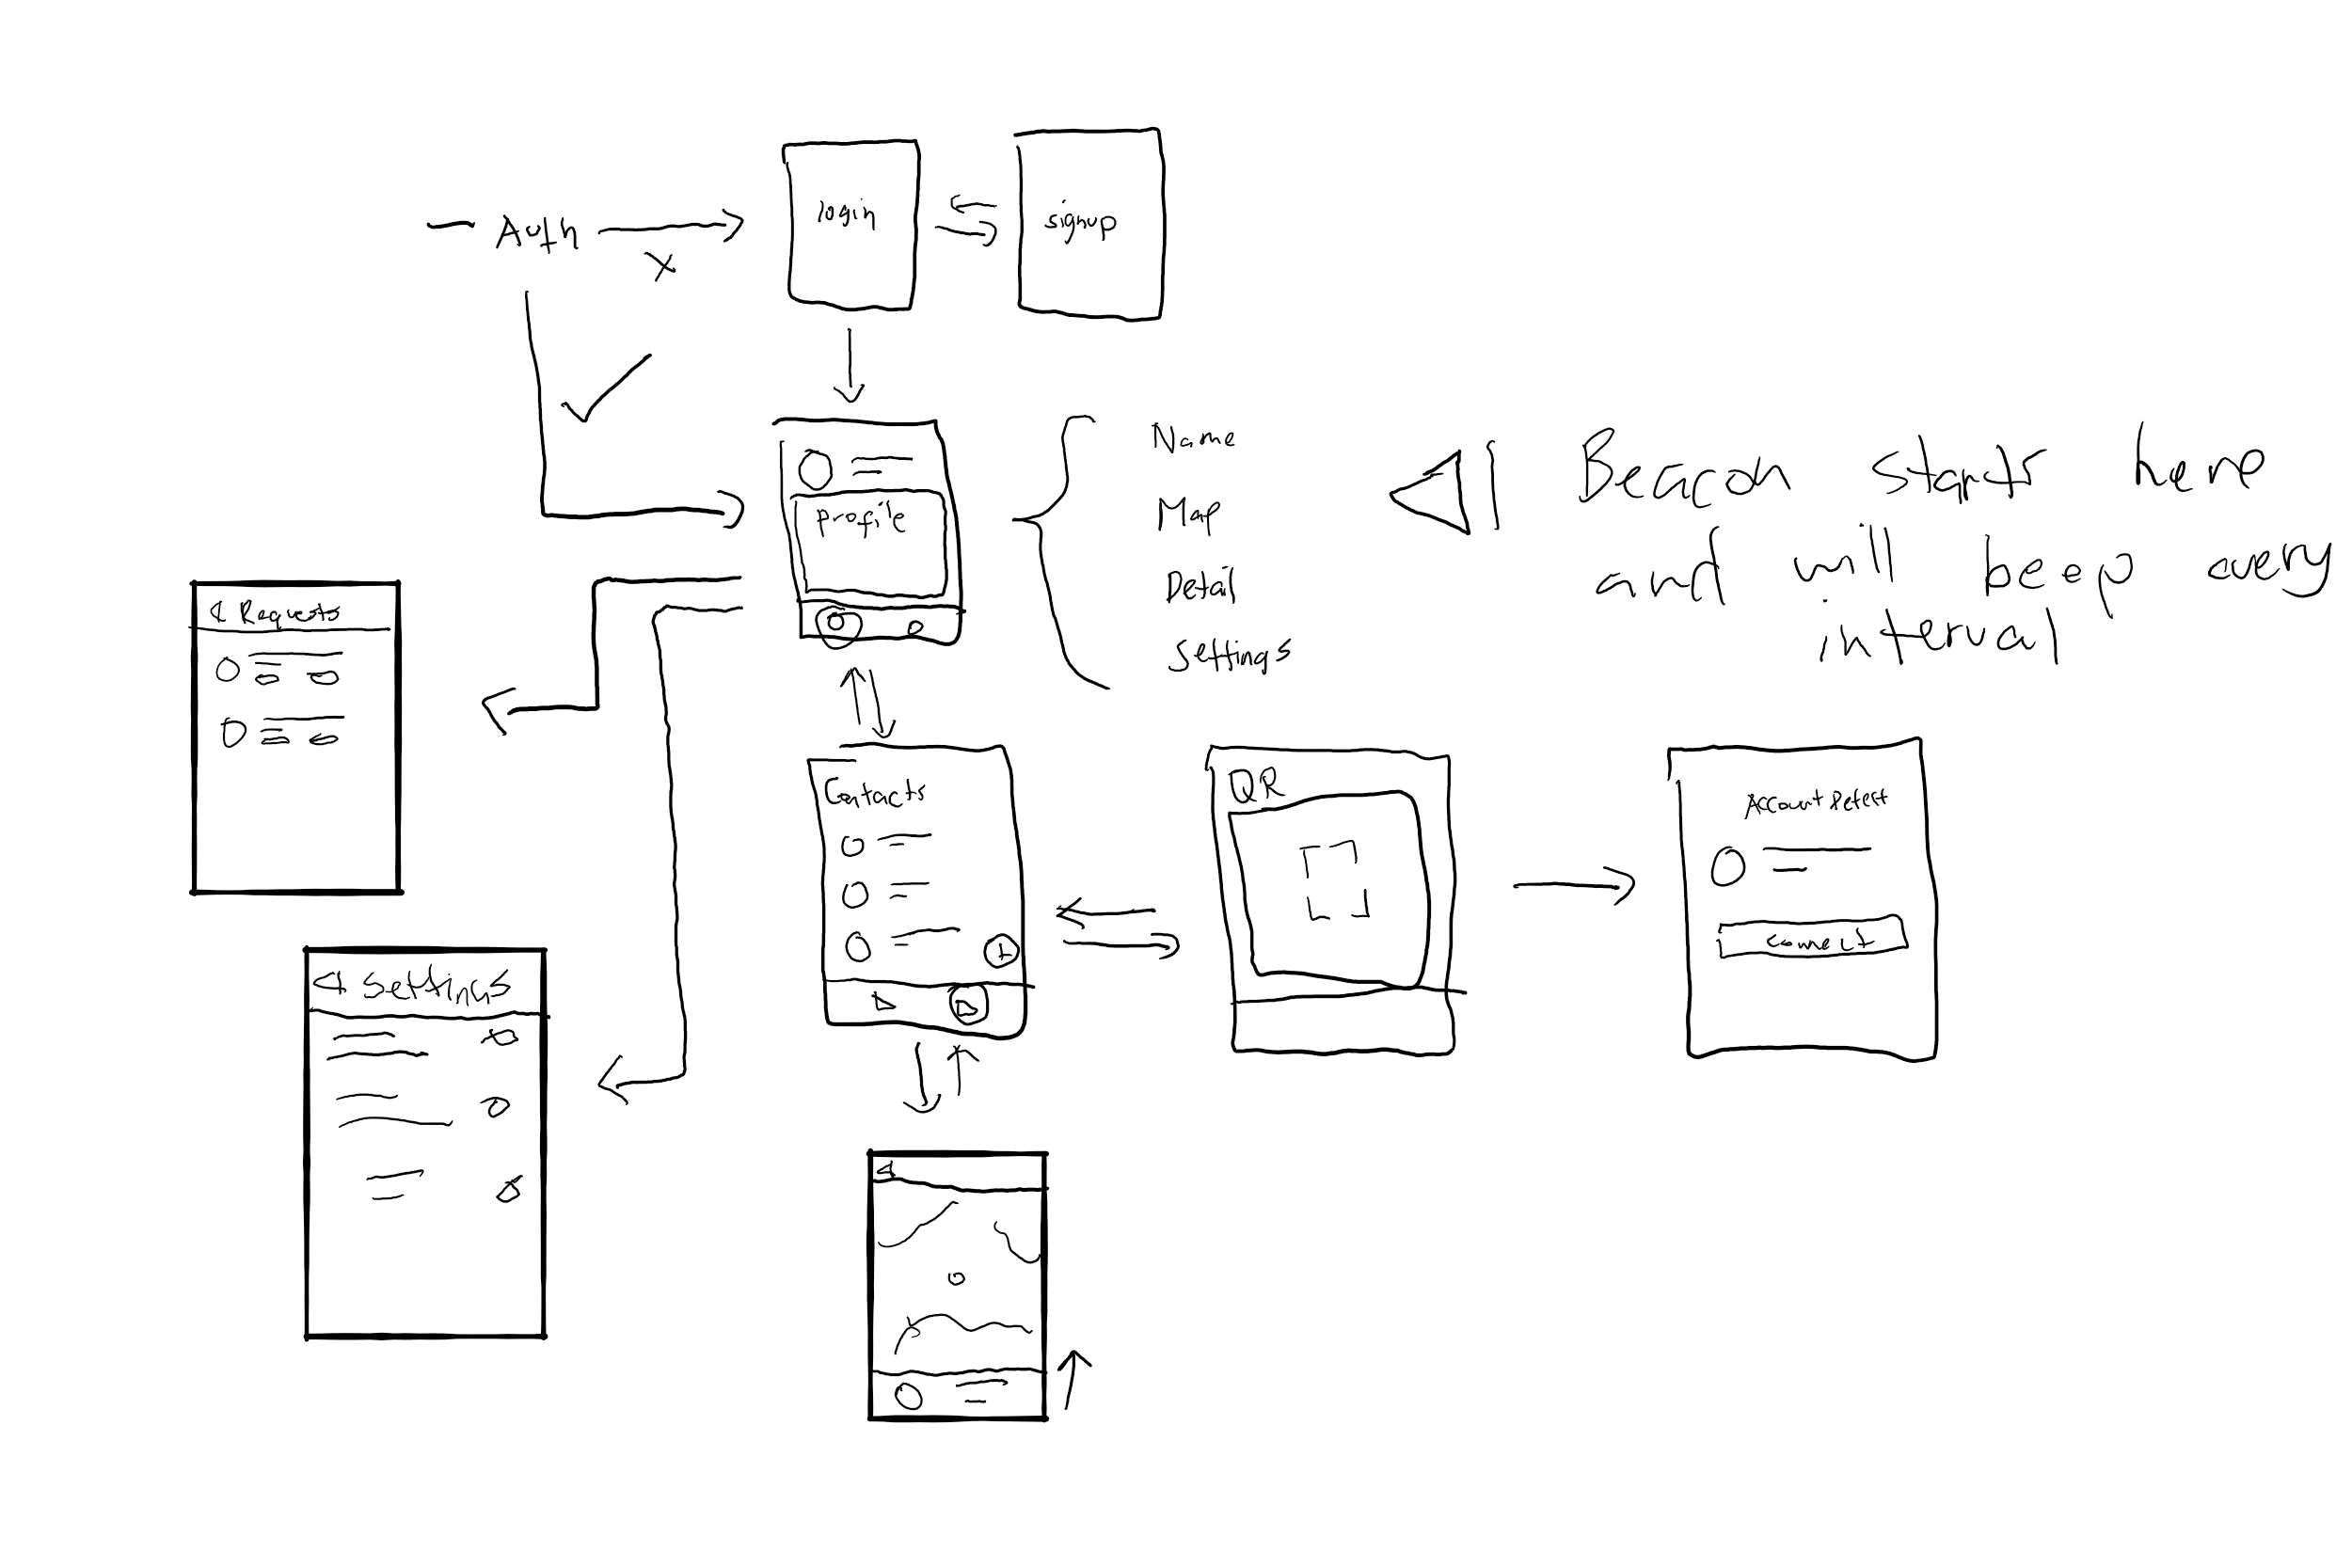 login
signup
Auth
x
profile
Name
Map
Detail
Settings
Beacon starts here
and will beep every
interval
Requests
Contacts
QR
Account Detect
Connect
Settings